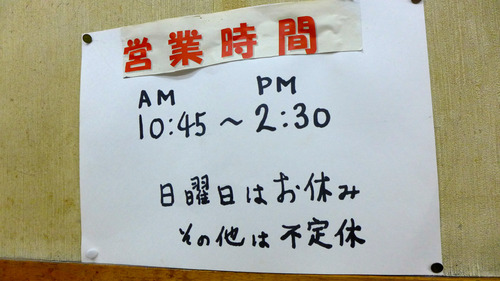 営業時間
AM PM
10:45～2:30
日曜日はお休み
その他は不定休